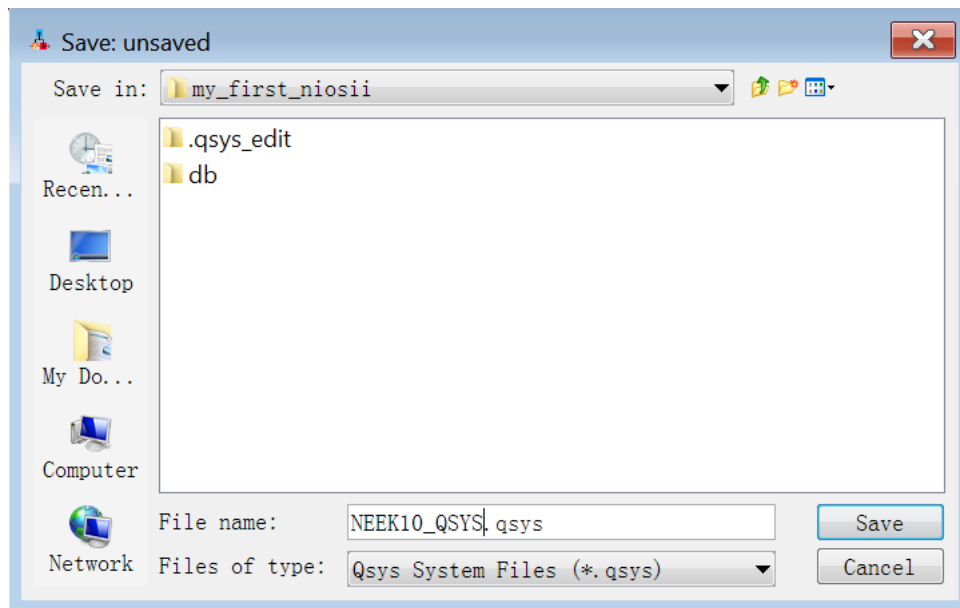 Save: unsaved
Save in: my_first_niosii
.qsys_edit
db
Recen...
Desktop
My Do...
Computer
Network
File name: NEEK10_QSYS.qsys Save
Files of type: Qsys System Files (*.qsys) Cancel